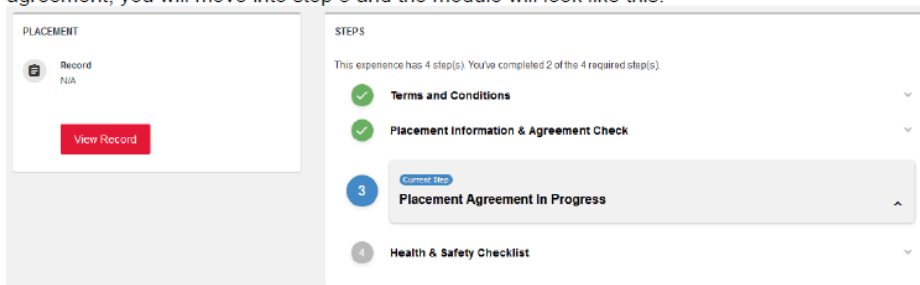 agreement, you will move into step 3 and the module will look like this:
PLACEMENT
Record
N/A
View Record
STEPS
This experience has 4 step(s). You've completed 2 of the 4 required step(s).
Terms and Conditions
Placement Information & Agreement Check
3
Current Step
Placement Agreement In Progress
4
Health & Safety Checklist